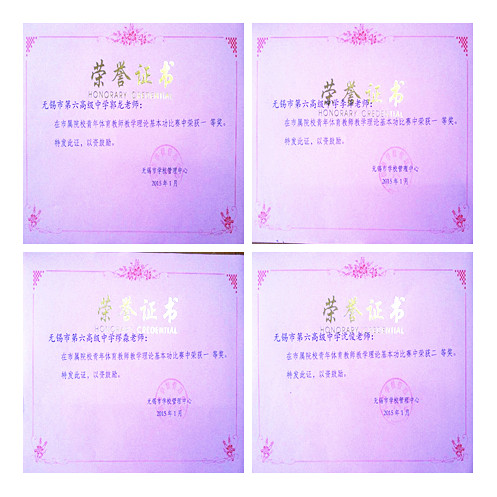 荣誉证书
HONORARY CREDENTIAL
无锡市第六高级中学郭龙老师:
在市属院校青年体育教师教学理论基本功比赛中荣获一 等奖。
特发此证,以资鼓励。
无锡市学校管理中心
2015年1月
荣誉证书
HONORARY CREDENTIAL
无锡市第六高级中学李 老师:
在市属院校青年体育教师教学理论基本功比赛中荣获一 等奖。
特发此证,以资鼓励。
无锡市学校管理中心
2015年1月
荣誉证书
HONORARY CREDENTIAL
无锡市第六高级中学缪淼老师:
在市属院校青年体育教师教学理论基本功比赛中荣获一 等奖。
特发此证,以资鼓励。
无锡市学校管理中心
2015年1月
荣誉证书
HONORARY CREDENTIAL
无锡市第六高级中学沈俊老师:
在市属院校青年体育教师教学理论基本功比赛中荣获二 等奖。
特发此证,以资鼓励。
无锡市学校管理中心
2015年1月